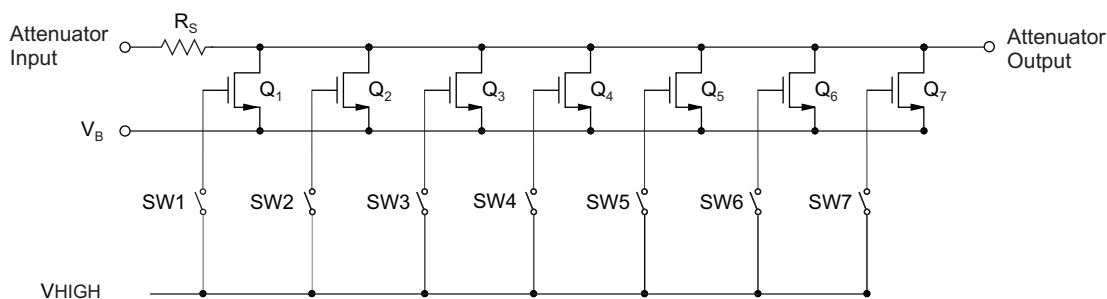 Attenuator
Input
R_S
Attenuator
Output
Q_1
Q_2
Q_3
Q_4
Q_5
Q_6
Q_7
V_B
SW1
SW2
SW3
SW4
SW5
SW6
SW7
VHIGH